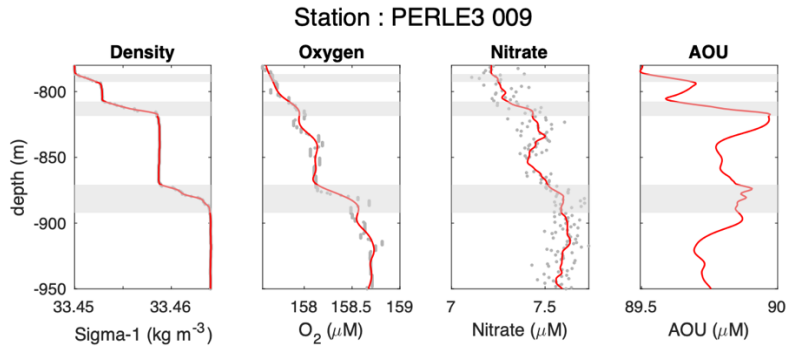 Station : PERLE3 009
Density Oxygen Nitrate AOU
depth (m)
-800
-850
-900
-950
33.45 33.46 158 158.5 159 7 7.5 89.5 90
Sigma-1 (kg m⁻³) O₂ (μM) Nitrate (μM) AOU (μM)